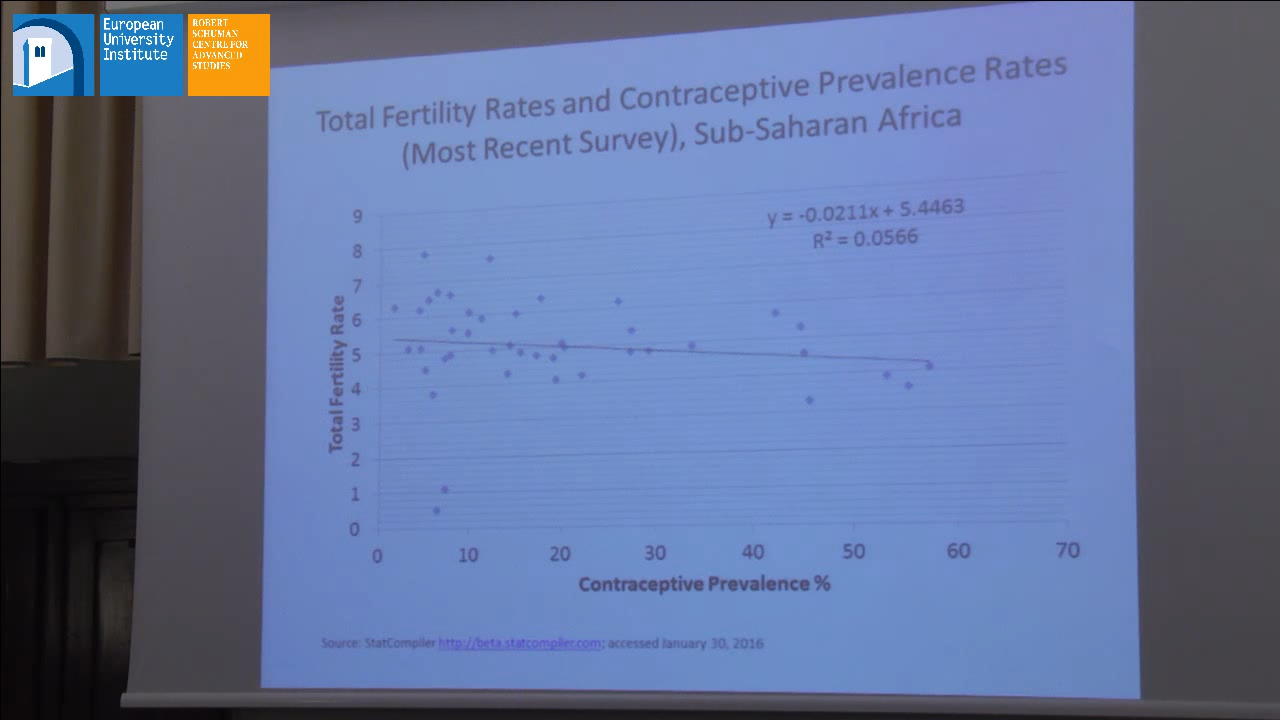 European
University
Institute
ROBERT
SCHUMAN
CENTRE FOR
ADVANCED
STUDIES
Total Fertility Rates and Contraceptive Prevalence Rates
(Most Recent Survey), Sub-Saharan Africa
y = -0.0211x + 5.4463
R² = 0.0566
Total Fertility Rate
9
8
7
6
5
4
3
2
1
0
0 10 20 30 40 50 60 70
Contraceptive Prevalence %
Source: StatCompiler http://beta.statcompiler.com; accessed January 30, 2016